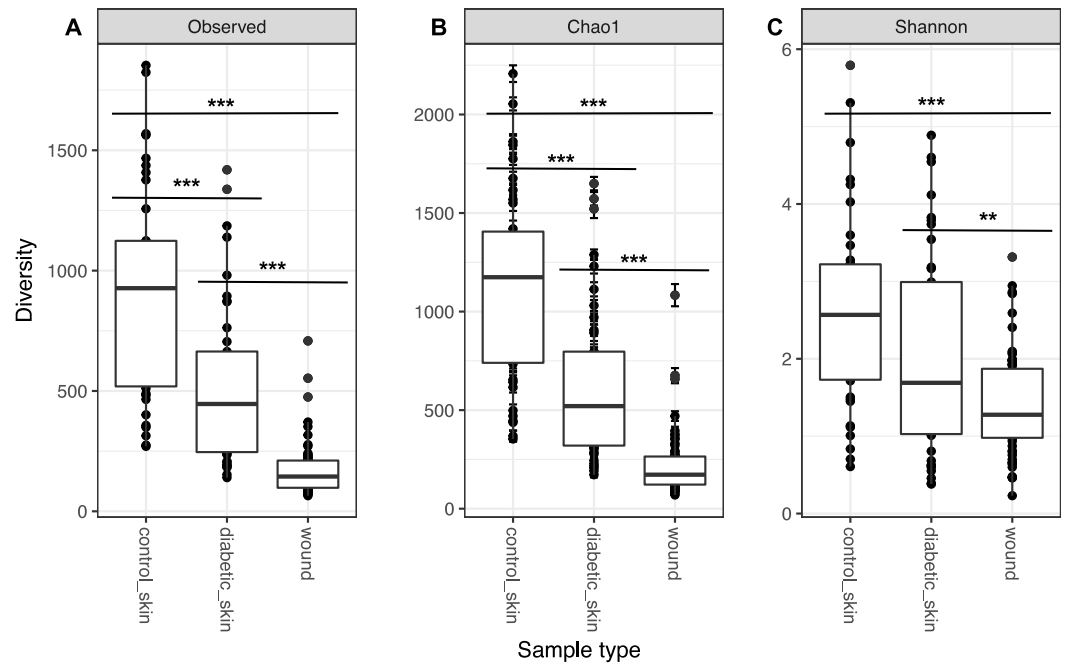 A Observed
B Chao1
C Shannon
Diversity
1500
1000
500
0
***
***
***
control_skin
diabetic_skin
wound
2000
1500
1000
500
0
***
***
***
control_skin
diabetic_skin
wound
6
4
2
0
***
**
control_skin
diabetic_skin
wound
Sample type